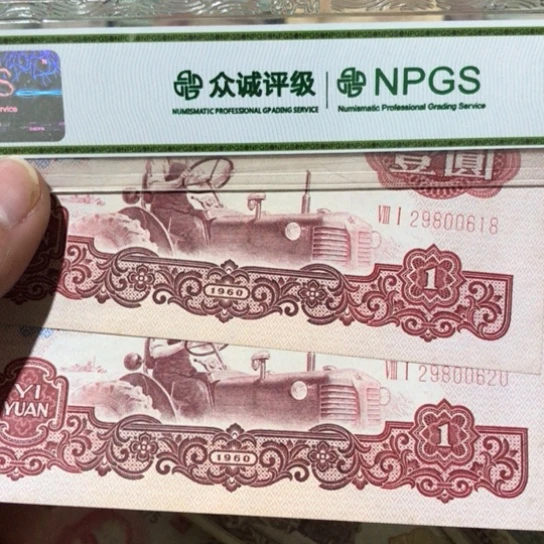 众诚评级 NPGS
NUMISMATIC PROFESSIONAL GRADING SERVICE Numismatic Professional Grading Service
壹圆
Ⅷ Ⅰ 29800618
1
1960
Ⅷ Ⅰ 29800620
YI
YUAN
1
1960